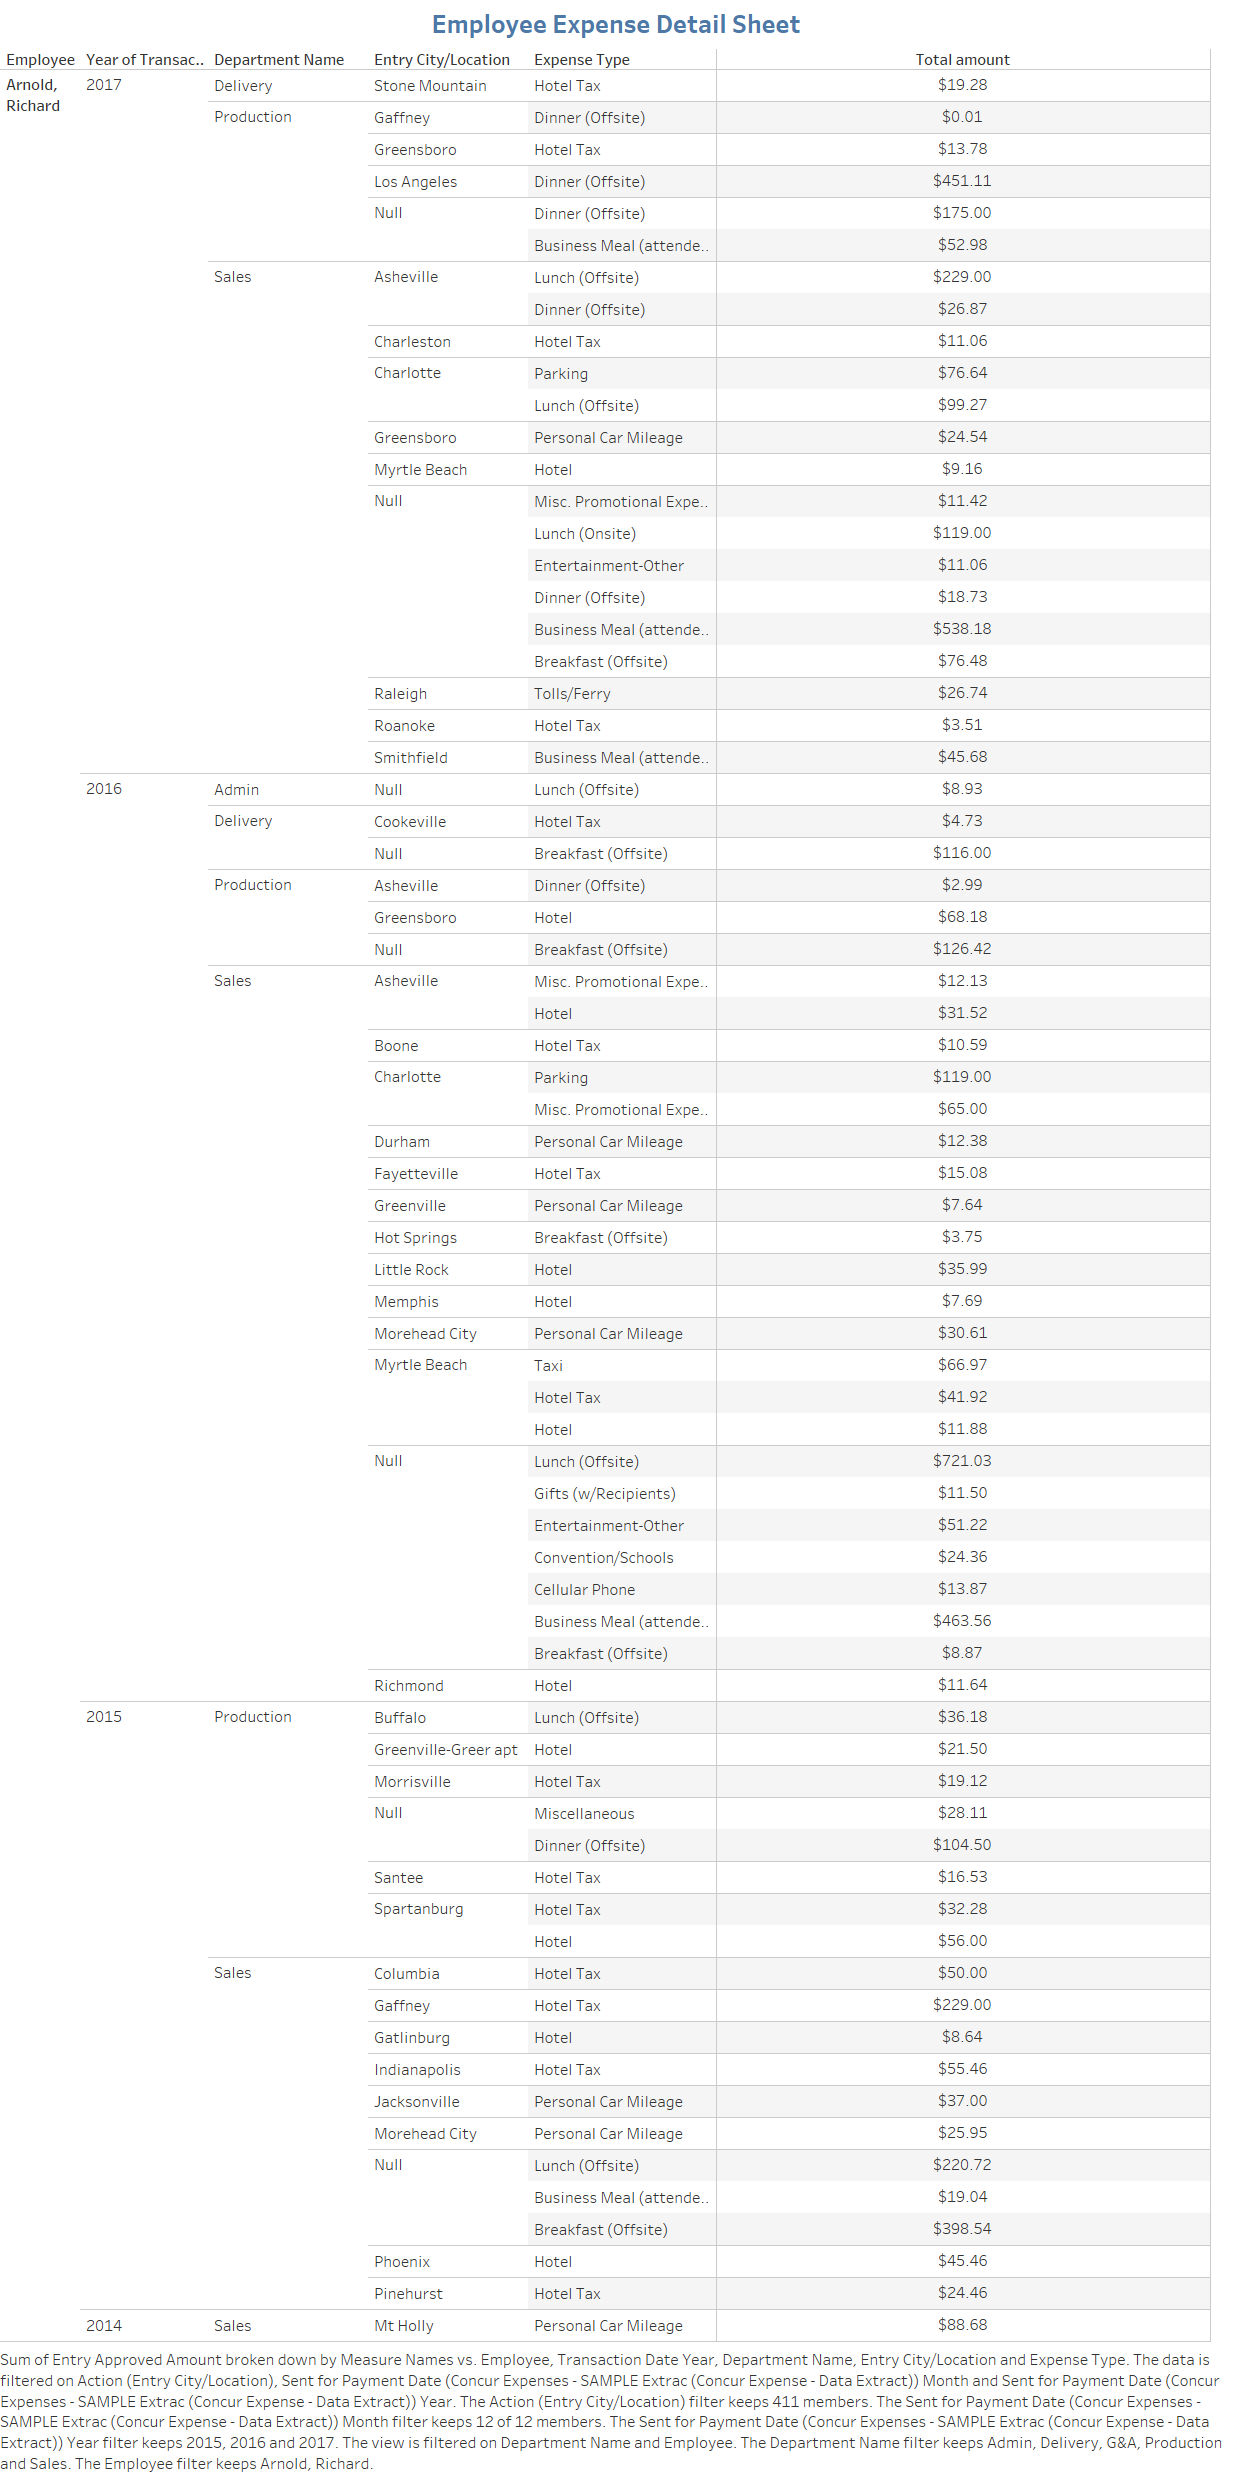 Employee Expense Detail Sheet
Employee Year of Transac.. Department Name Entry City/Location Expense Type Total amount
Arnold, Richard 2017 Delivery Stone Mountain Hotel Tax $19.28
Production Gaffney Dinner (Offsite) $0.01
Greensboro Hotel Tax $13.78
Los Angeles Dinner (Offsite) $451.11
Null Dinner (Offsite) $175.00
Business Meal (attende.. $52.98
Sales Asheville Lunch (Offsite) $229.00
Dinner (Offsite) $26.87
Charleston Hotel Tax $11.06
Charlotte Parking $76.64
Lunch (Offsite) $99.27
Greensboro Personal Car Mileage $24.54
Myrtle Beach Hotel $9.16
Null Misc. Promotional Expe.. $11.42
Lunch (Onsite) $119.00
Entertainment-Other $11.06
Dinner (Offsite) $18.73
Business Meal (attende.. $538.18
Breakfast (Offsite) $76.48
Raleigh Tolls/Ferry $26.74
Roanoke Hotel Tax $3.51
Smithfield Business Meal (attende.. $45.68
2016 Admin Null Lunch (Offsite) $8.93
Delivery Cookeville Hotel Tax $4.73
Null Breakfast (Offsite) $116.00
Production Asheville Dinner (Offsite) $2.99
Greensboro Hotel $68.18
Null Breakfast (Offsite) $126.42
Sales Asheville Misc. Promotional Expe.. $12.13
Hotel $31.52
Boone Hotel Tax $10.59
Charlotte Parking $119.00
Misc. Promotional Expe.. $65.00
Durham Personal Car Mileage $12.38
Fayetteville Hotel Tax $15.08
Greenville Personal Car Mileage $7.64
Hot Springs Breakfast (Offsite) $3.75
Little Rock Hotel $35.99
Memphis Hotel $7.69
Morehead City Personal Car Mileage $30.61
Myrtle Beach Taxi $66.97
Hotel Tax $41.92
Hotel $11.88
Null Lunch (Offsite) $721.03
Gifts (w/Recipients) $11.50
Entertainment-Other $51.22
Convention/Schools $24.36
Cellular Phone $13.87
Business Meal (attende.. $463.56
Breakfast (Offsite) $8.87
Richmond Hotel $11.64
2015 Production Buffalo Lunch (Offsite) $36.18
Greenville-Greer apt Hotel $21.50
Morrisville Hotel Tax $19.12
Null Miscellaneous $28.11
Dinner (Offsite) $104.50
Santee Hotel Tax $16.53
Spartanburg Hotel Tax $32.28
Hotel $56.00
Sales Columbia Hotel Tax $50.00
Gaffney Hotel Tax $229.00
Gatlinburg Hotel $8.64
Indianapolis Hotel Tax $55.46
Jacksonville Personal Car Mileage $37.00
Morehead City Personal Car Mileage $25.95
Null Lunch (Offsite) $220.72
Business Meal (attende.. $19.04
Breakfast (Offsite) $398.54
Phoenix Hotel $45.46
Pinehurst Hotel Tax $24.46
2014 Sales Mt Holly Personal Car Mileage $88.68
Sum of Entry Approved Amount broken down by Measure Names vs. Employee, Transaction Date Year, Department Name, Entry City/Location and Expense Type. The data is
filtered on Action (Entry City/Location), Sent for Payment Date (Concur Expenses - SAMPLE Extrac (Concur Expense - Data Extract)) Month and Sent for Payment Date (Concur
Expenses - SAMPLE Extrac (Concur Expense - Data Extract)) Year. The Action (Entry City/Location) filter keeps 411 members. The Sent for Payment Date (Concur Expenses -
SAMPLE Extrac (Concur Expense - Data Extract)) Month filter keeps 12 of 12 members. The Sent for Payment Date (Concur Expenses - SAMPLE Extrac (Concur Expense - Data
Extract)) Year filter keeps 2015, 2016 and 2017. The view is filtered on Department Name and Employee. The Department Name filter keeps Admin, Delivery, G&A, Production
and Sales. The Employee filter keeps Arnold, Richard.